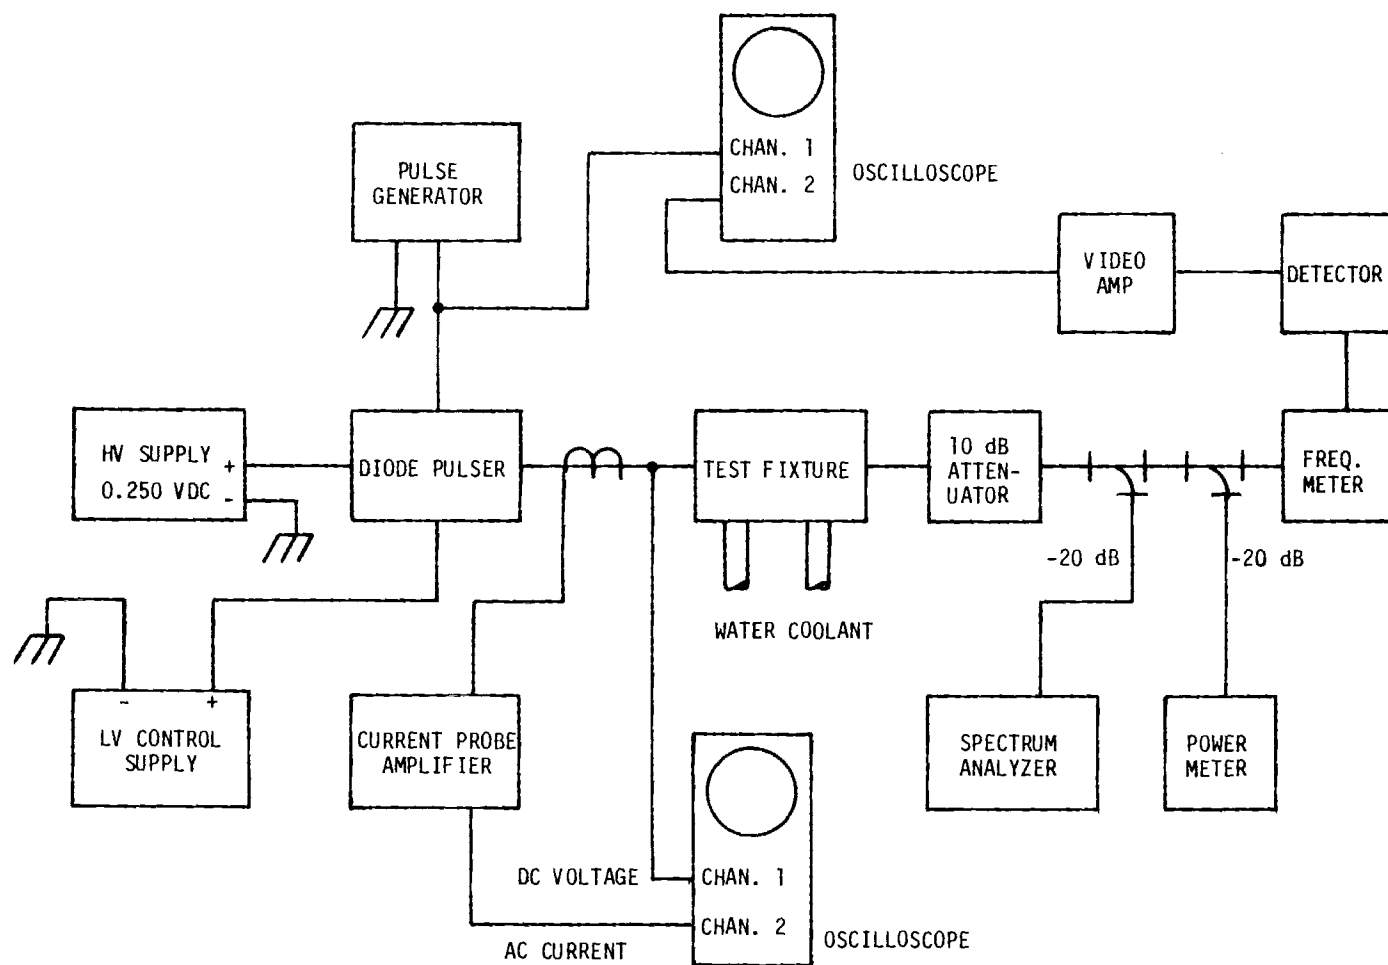 CHAN. 1
CHAN. 2
OSCILLOSCOPE
PULSE
GENERATOR
VIDEO
AMP
DETECTOR
HV SUPPLY
+
0.250 VDC
-
DIODE PULSER
TEST FIXTURE
10 dB
ATTEN-
UATOR
FREQ.
METER
-20 dB
-20 dB
WATER COOLANT
- +
LV CONTROL
SUPPLY
CURRENT PROBE
AMPLIFIER
SPECTRUM
ANALYZER
POWER
METER
DC VOLTAGE
CHAN. 1
CHAN. 2
AC CURRENT
OSCILLOSCOPE